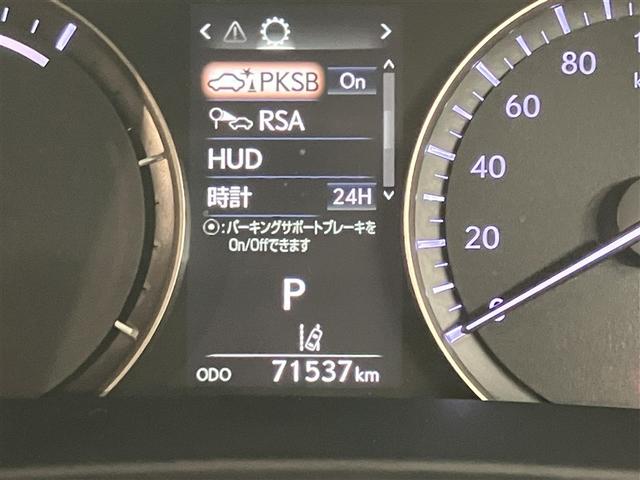 PKSB On
RSA
HUD
時計 24H
⦿:パーキングサポートブレーキを
On/Offできます
P
ODO 71537km
80
60
40
20
0